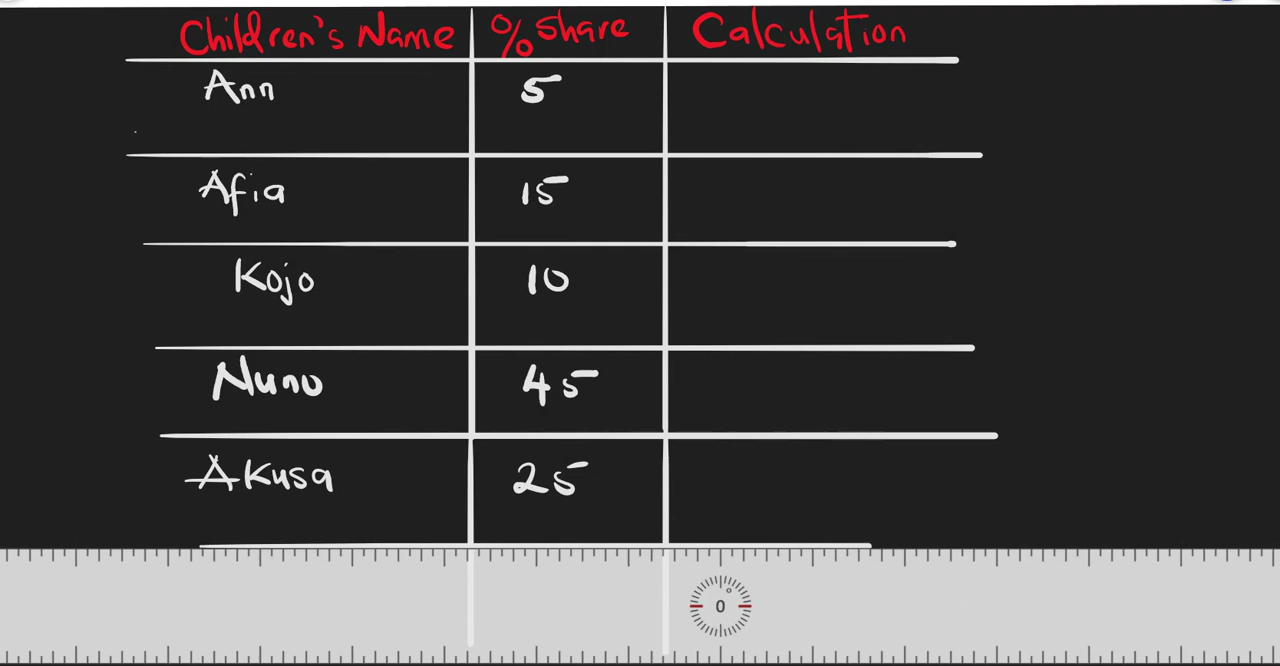 Children's Name % Share Calculation
Ann 5
Afia 15
Kojo 10
Nuno 45
Akusa 25
0